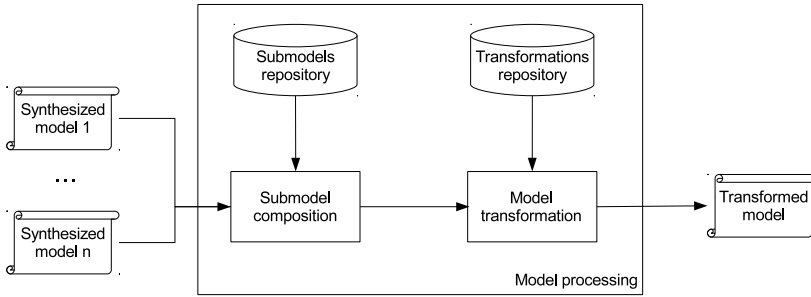 Submodels
repository
Transformations
repository
Synthesized
model 1
...
Synthesized
model n
Submodel
composition
Model
transformation
Transformed
model
Model processing